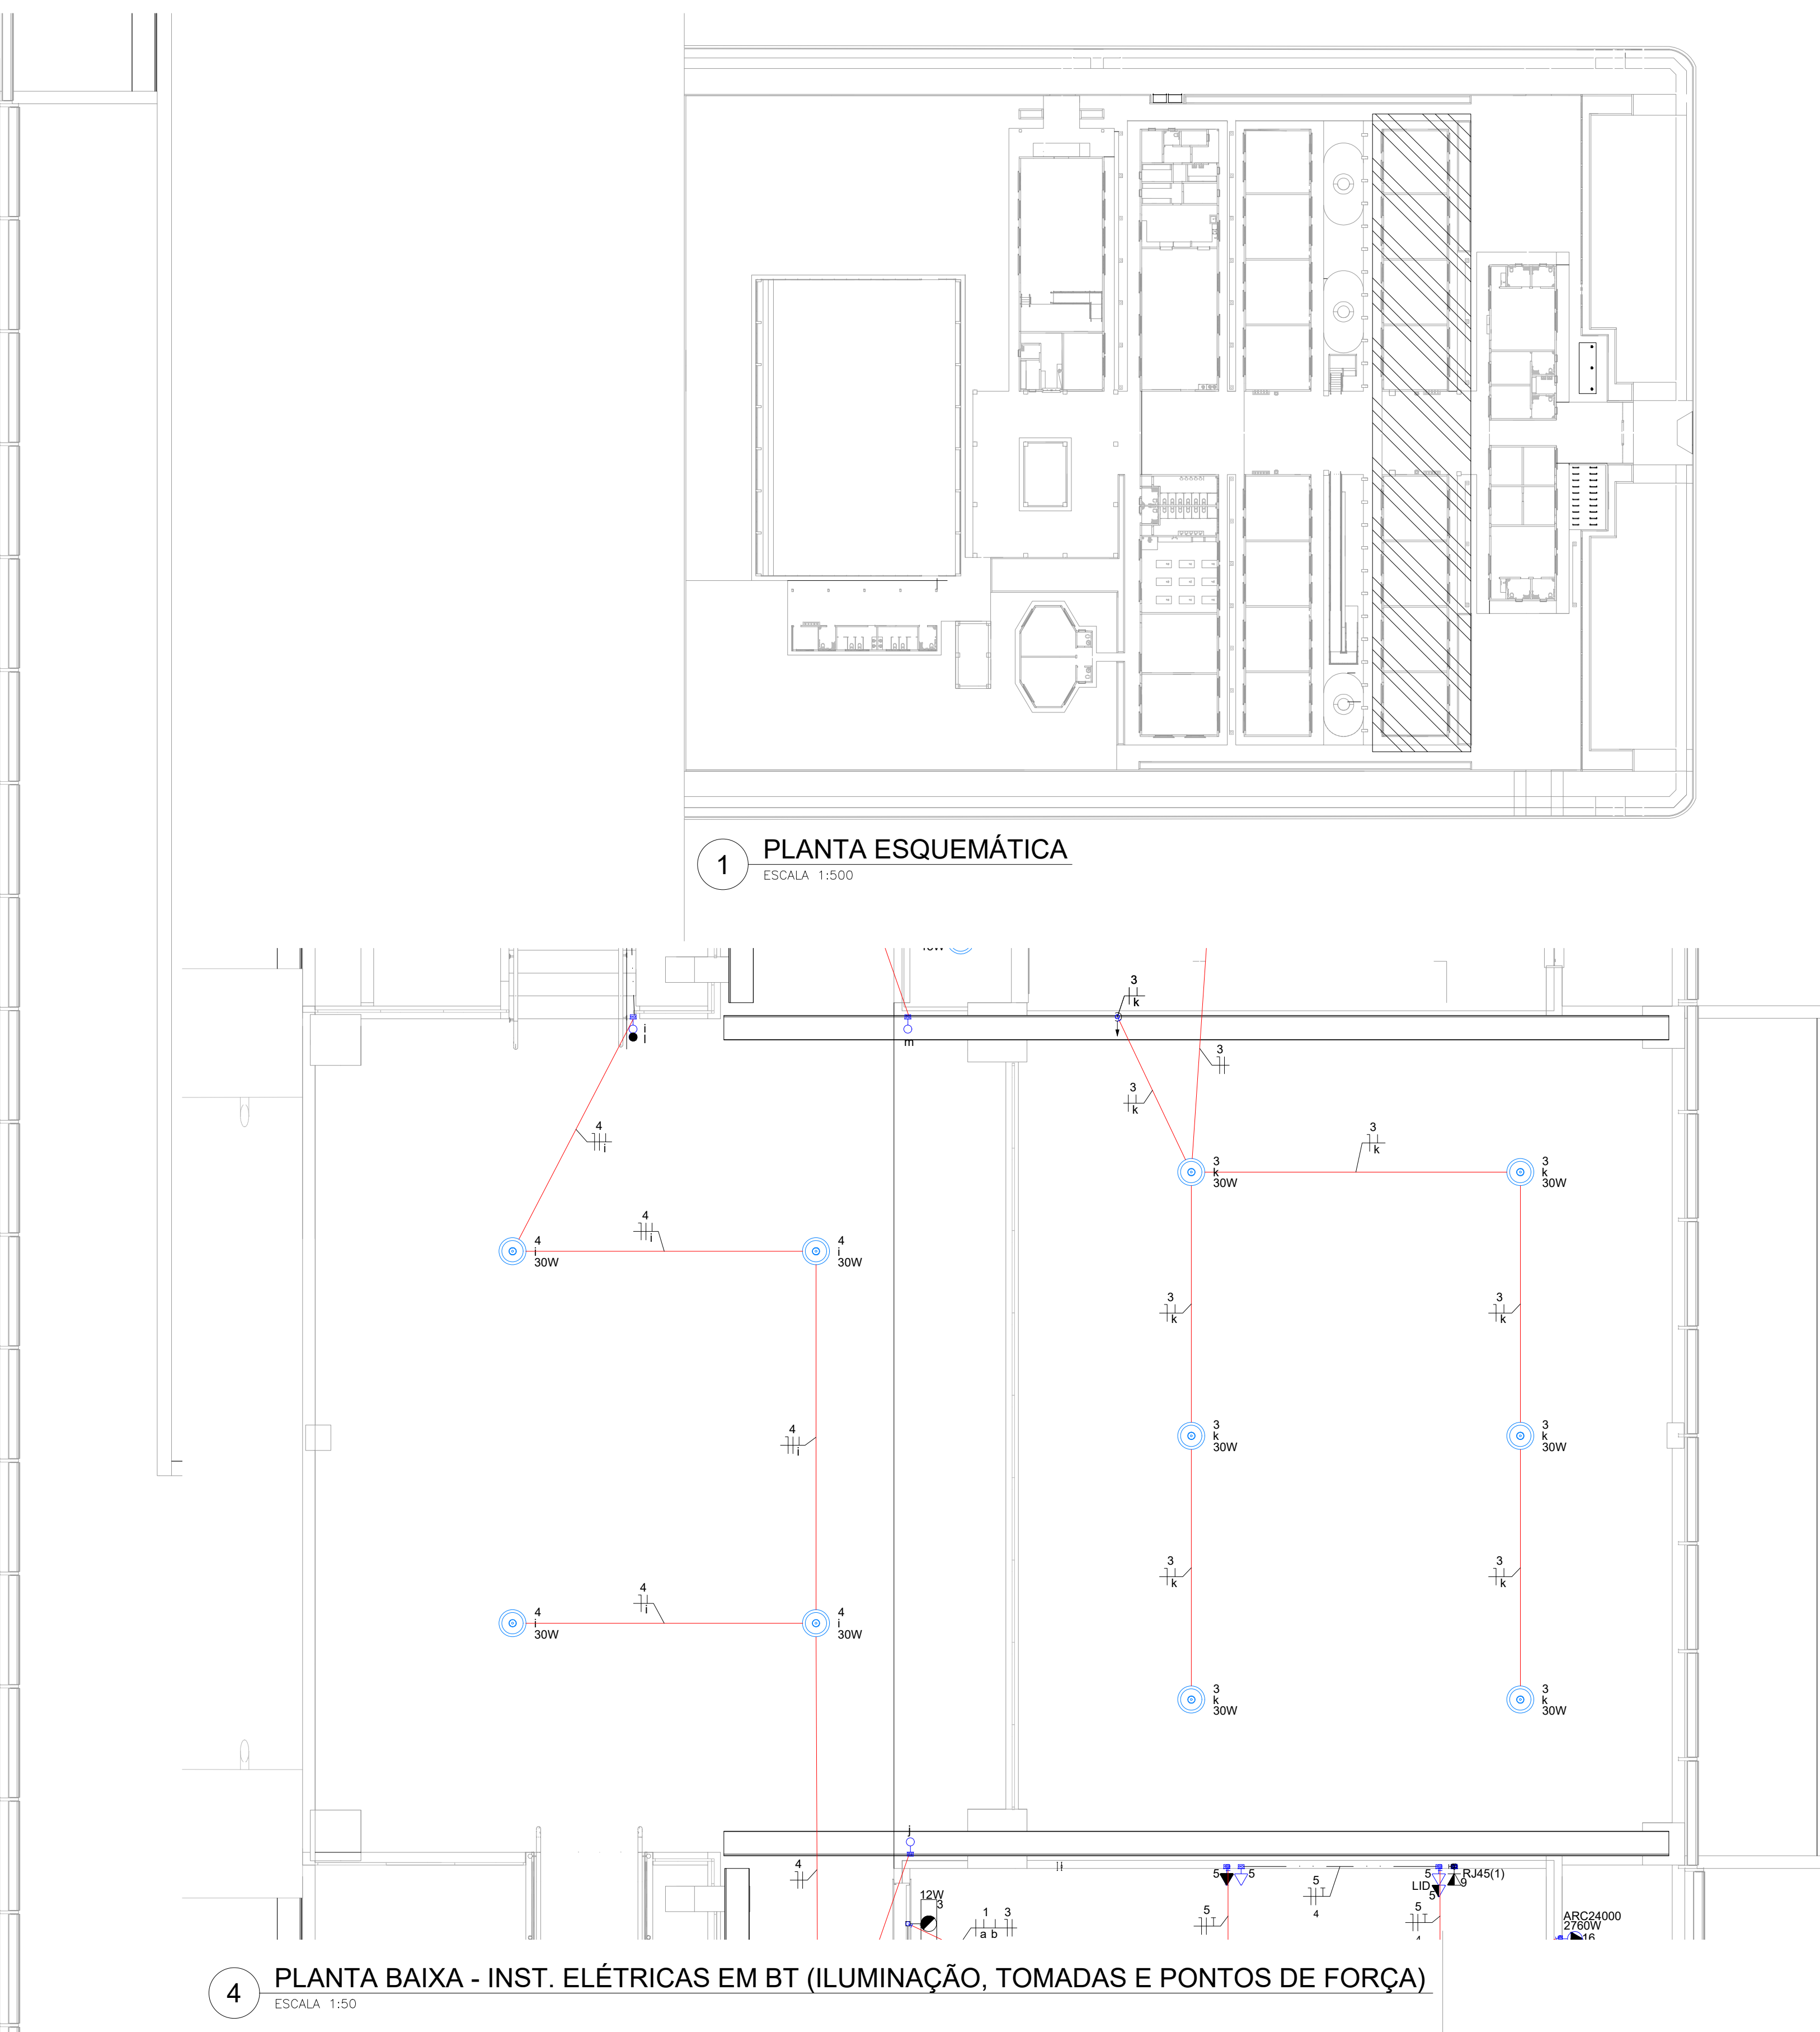 1
PLANTA ESQUEMÁTICA
ESCALA 1:500
3
k
i
l
m
3
3
k
4
i
3
k
3
k
30W
3
k
30W
4
i
4
i
30W
4
i
30W
3
k
3
k
4
i
3
k
30W
3
k
30W
3
k
3
k
4
i
4
i
30W
4
i
30W
3
k
30W
3
k
30W
j
4
5
5
5
RJ45(1)
9
LID
5
5
4
12W
3
1
3
a b
5
5
ARC24000
2760W
16
4
PLANTA BAIXA - INST. ELÉTRICAS EM BT (ILUMINAÇÃO, TOMADAS E PONTOS DE FORÇA)
ESCALA 1:50